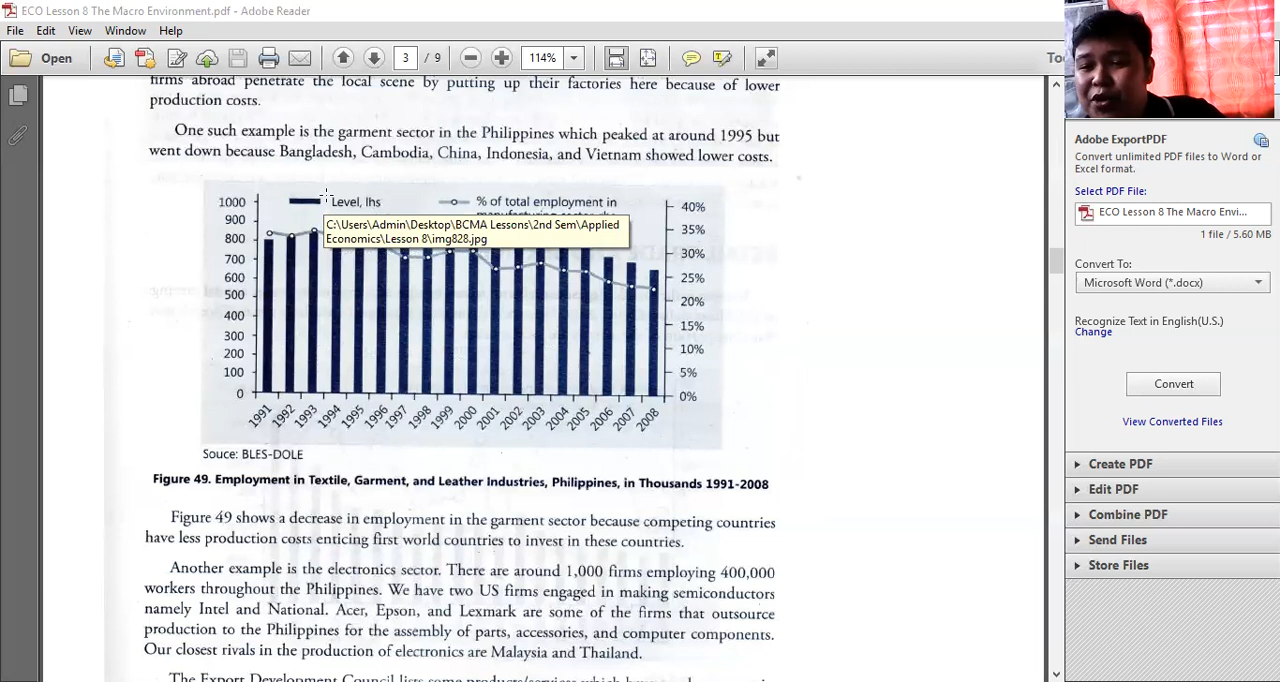 ECO Lesson 8 The Macro Environment.pdf - Adobe Reader
File Edit View Window Help
Open 3 / 9 114% To
firms abroad penetrate the local scene by putting up their factories here because of lower
production costs.
One such example is the garment sector in the Philippines which peaked at around 1995 but
went down because Bangladesh, Cambodia, China, Indonesia, and Vietnam showed lower costs.
Level, lhs
% of total employment in
C:\Users\Admin\Desktop\BCMA Lessons\2nd Sem\Applied
Economics\Lesson 8\img828.jpg
1000
900
800
700
600
500
400
300
200
100
0
40%
35%
30%
25%
20%
15%
10%
5%
0%
1991 1992 1993 1994 1995 1996 1997 1998 1999 2000 2001 2002 2003 2004 2005 2006 2007 2008
Souce: BLES-DOLE
Figure 49. Employment in Textile, Garment, and Leather Industries, Philippines, in Thousands 1991-2008
Figure 49 shows a decrease in employment in the garment sector because competing countries
have less production costs enticing first world countries to invest in these countries.
Another example is the electronics sector. There are around 1,000 firms employing 400,000
workers throughout the Philippines. We have two US firms engaged in making semiconductors
namely Intel and National. Acer, Epson, and Lexmark are some of the firms that outsource
production to the Philippines for the assembly of parts, accessories, and computer components.
Our closest rivals in the production of electronics are Malaysia and Thailand.
The Export Development Council lists some products/services which
Adobe ExportPDF
Convert unlimited PDF files to Word or
Excel format.
Select PDF File:
ECO Lesson 8 The Macro Envi...
1 file / 5.60 MB
Convert To:
Microsoft Word (*.docx)
Recognize Text in English(U.S.)
Change
Convert
View Converted Files
Create PDF
Edit PDF
Combine PDF
Send Files
Store Files